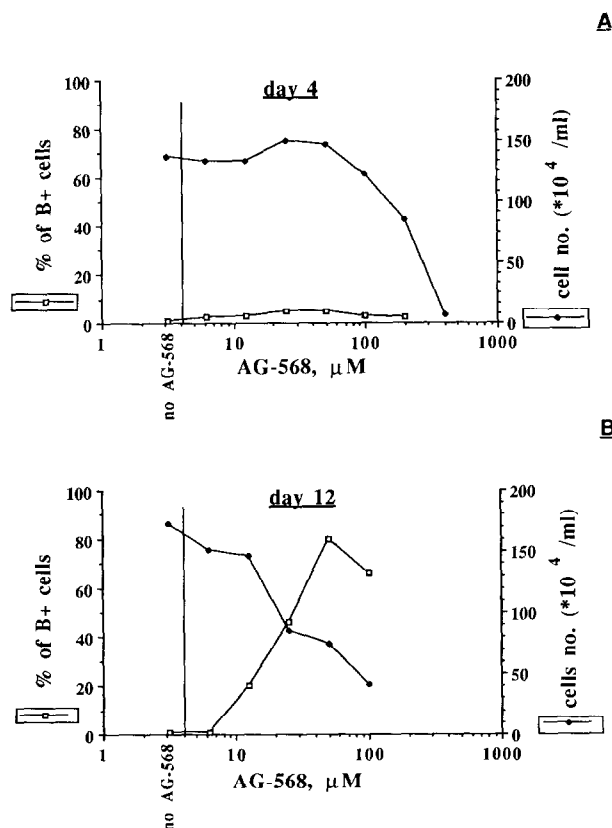 A
day 4
100
80
60
40
20
0
% of B+ cells
200
150
100
50
0
cell no. (*10 4 /ml)
1
10
100
1000
no AG-568
AG-568, μM
B
day 12
100
80
60
40
20
0
% of B+ cells
200
150
100
50
0
cells no. (*10 4 /ml)
1
10
100
1000
no AG-568
AG-568, μM